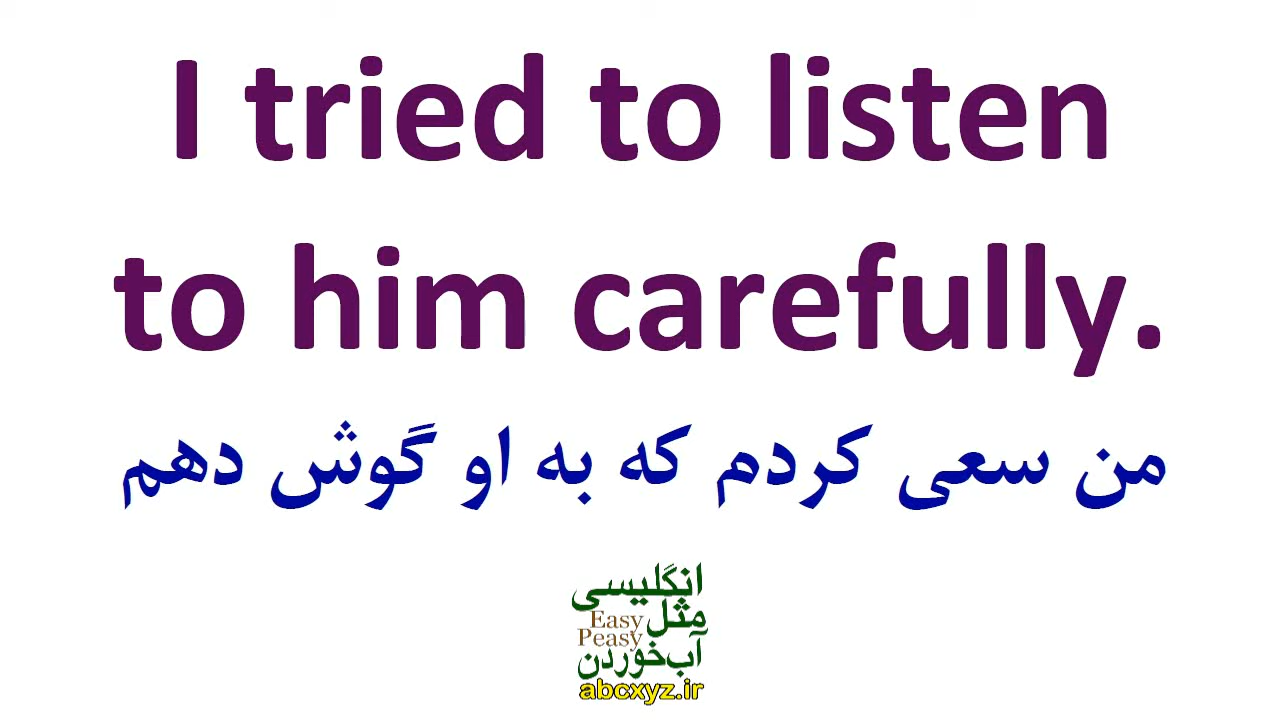 I tried to listen
to him carefully.
من سعی کردم که به او گوش دهم
انگلیسی
مثل
Easy
Peasy
آب‌خوردن
abcxyz.ir